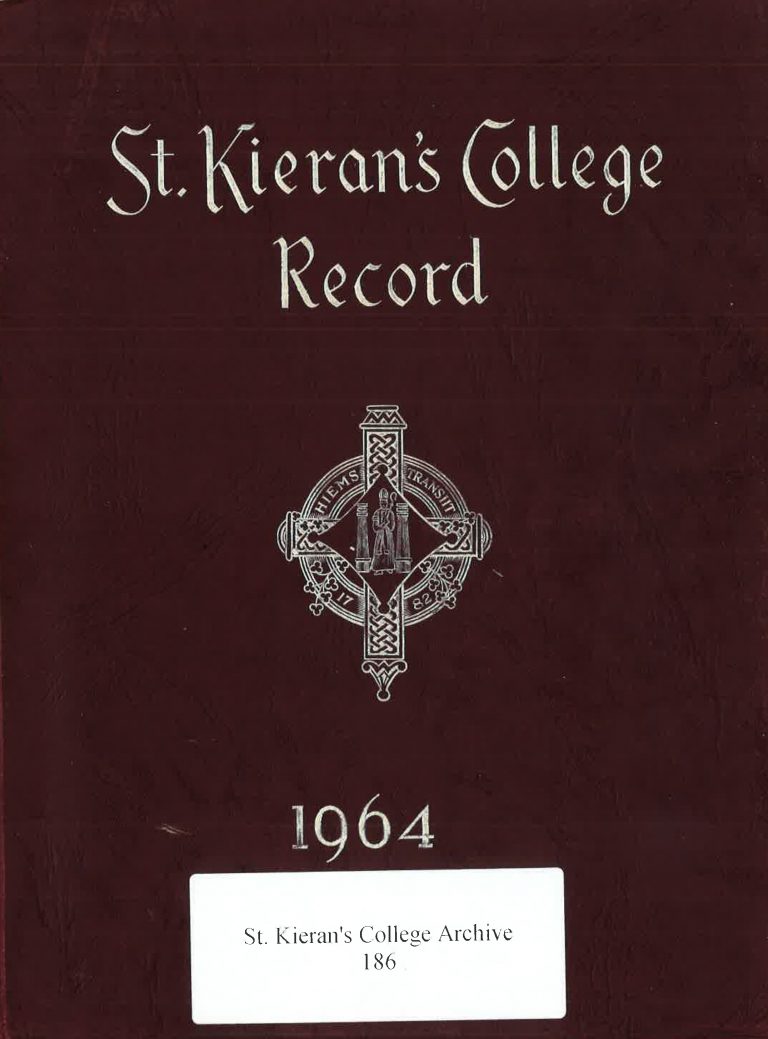 St. Kieran's College
Record
HIEMS TRANSIIT
17 82
1964
St. Kieran's College Archive
186